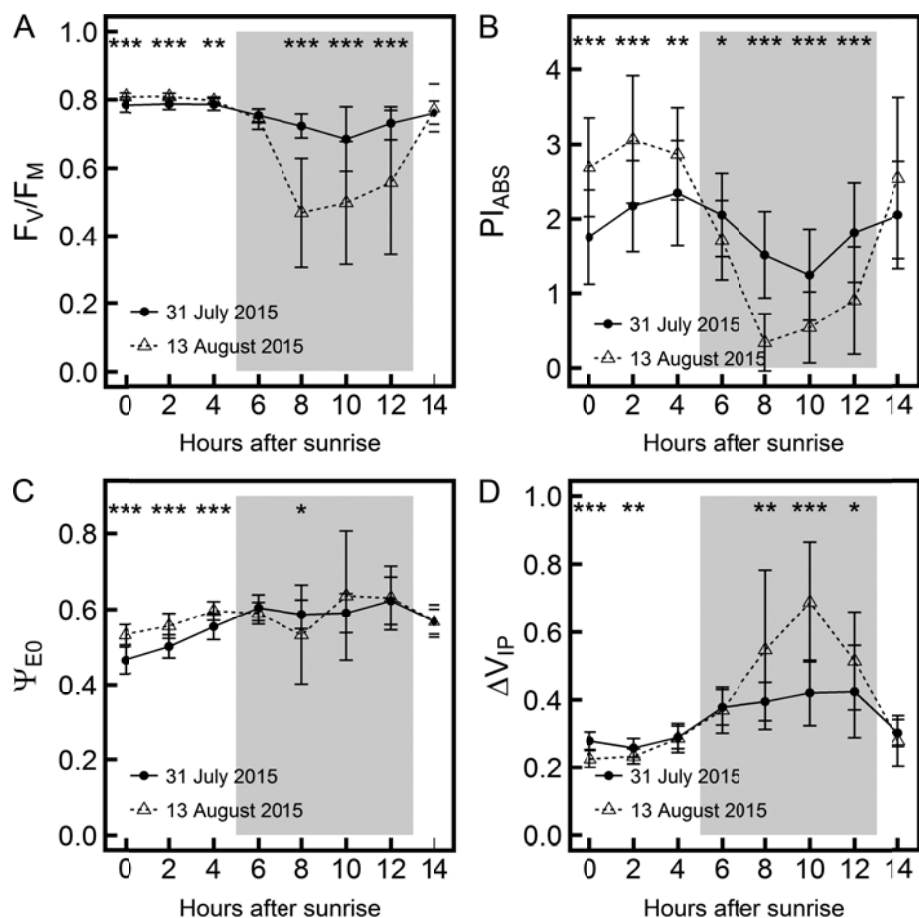 A
1.0
*** *** ** *** *** ***
0.8
0.6
0.4
0.2
0.0
F_V/F_M
31 July 2015
13 August 2015
0 2 4 6 8 10 12 14
Hours after sunrise
B
*** *** ** * *** *** ***
4
3
2
1
0
PI_ABS
31 July 2015
13 August 2015
0 2 4 6 8 10 12 14
Hours after sunrise
C
*** *** *** *
0.8
0.6
0.4
0.2
0.0
Ψ_E0
31 July 2015
13 August 2015
0 2 4 6 8 10 12 14
Hours after sunrise
D
1.0
*** ** ** *** *
0.8
0.6
0.4
0.2
0.0
ΔV_IP
31 July 2015
13 August 2015
0 2 4 6 8 10 12 14
Hours after sunrise